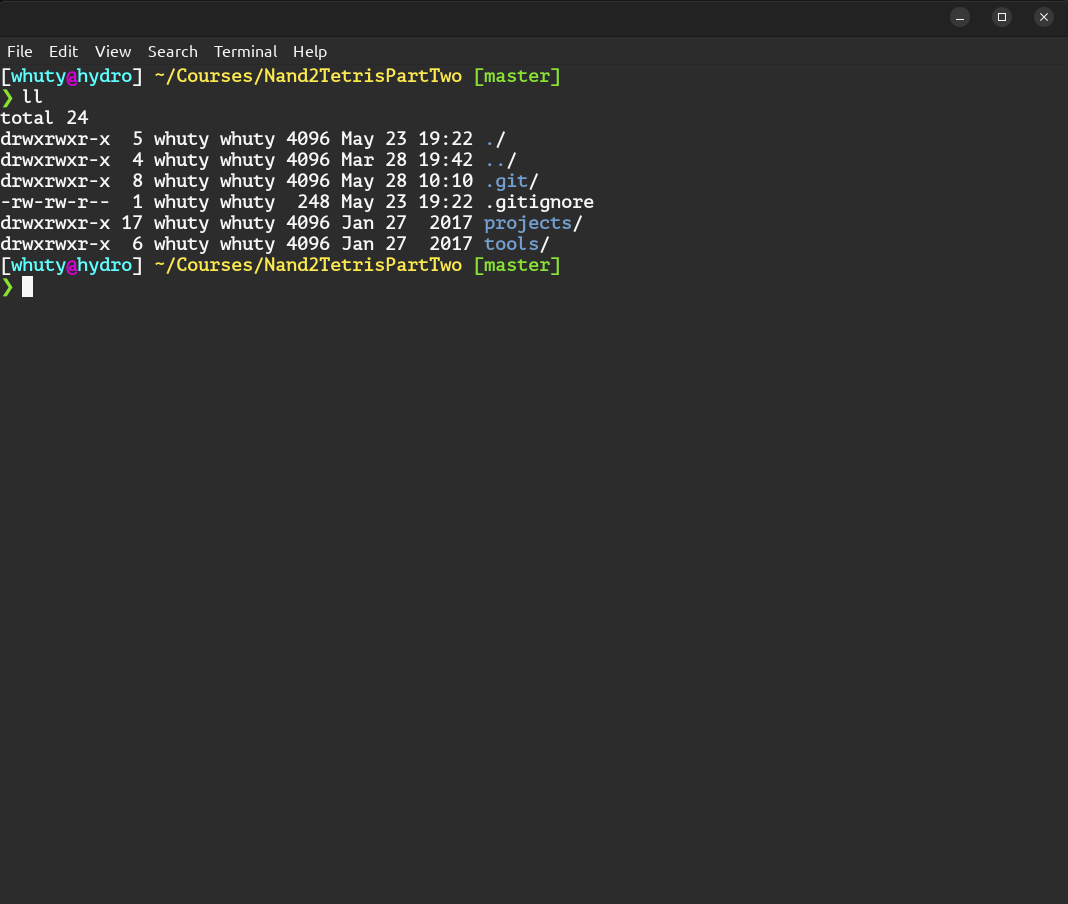 File Edit View Search Terminal Help
[whuty@hydro] ~/Courses/Nand2TetrisPartTwo [master]
❯ ll
total 24
drwxrwxr-x  5 whuty whuty 4096 May 23 19:22 ./
drwxrwxr-x  4 whuty whuty 4096 Mar 28 19:42 ../
drwxrwxr-x  8 whuty whuty 4096 May 28 10:10 .git/
-rw-rw-r--  1 whuty whuty  248 May 23 19:22 .gitignore
drwxrwxr-x 17 whuty whuty 4096 Jan 27  2017 projects/
drwxrwxr-x  6 whuty whuty 4096 Jan 27  2017 tools/
[whuty@hydro] ~/Courses/Nand2TetrisPartTwo [master]
❯